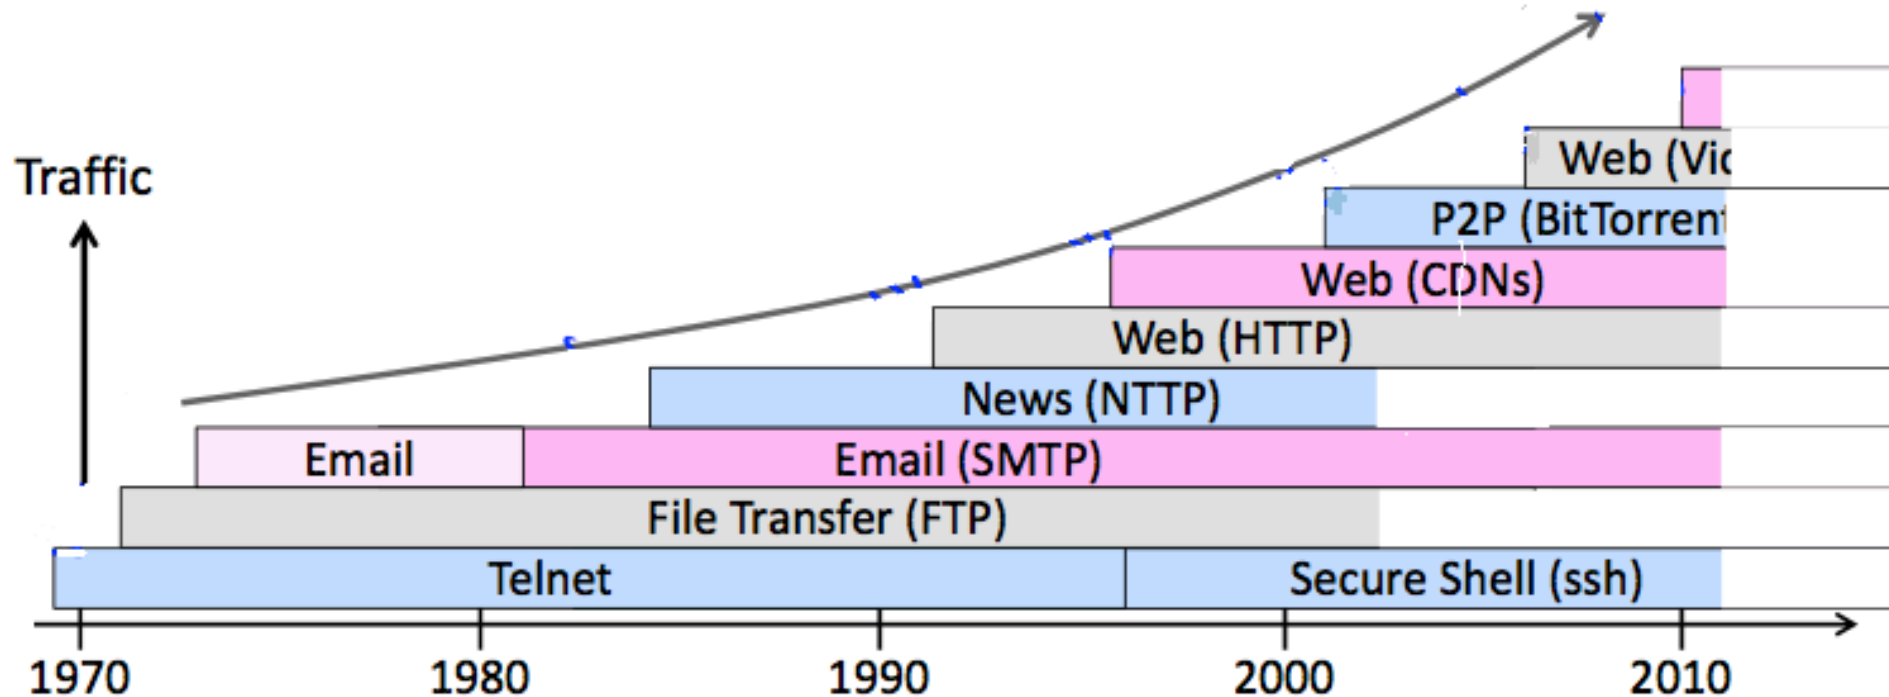 Traffic
Web (Vic
P2P (BitTorrent
Web (CDNs)
Web (HTTP)
News (NTTP)
Email Email (SMTP)
File Transfer (FTP)
Telnet Secure Shell (ssh)
1970 1980 1990 2000 2010